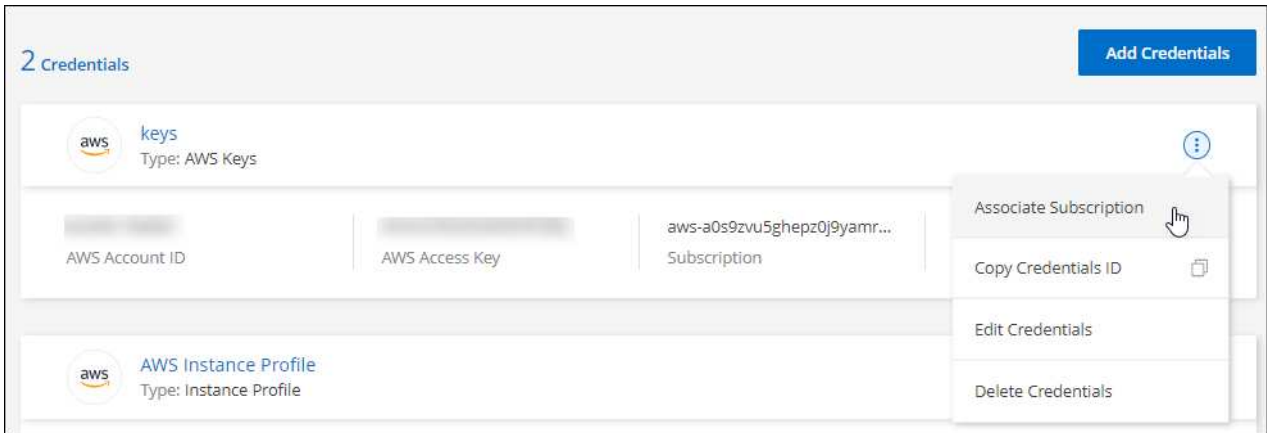 2 Credentials
Add Credentials
aws
keys
Type: AWS Keys
Associate Subscription
aws-a0s9zvu5ghepz0j9yamr...
AWS Account ID
AWS Access Key
Subscription
Copy Credentials ID
Edit Credentials
aws
AWS Instance Profile
Type: Instance Profile
Delete Credentials